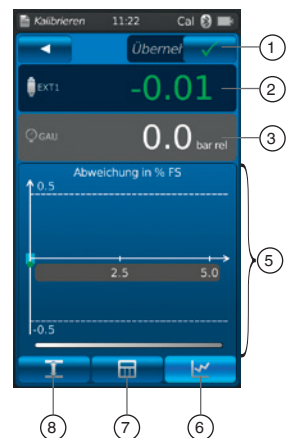 Kalibrieren 11:22 Cal
Übernel
1
EXT1 -0.01
2
GAU 0.0 bar rel
3
Abweichung in % FS
0.5
2.5 5.0
-0.5
5
8 7 6